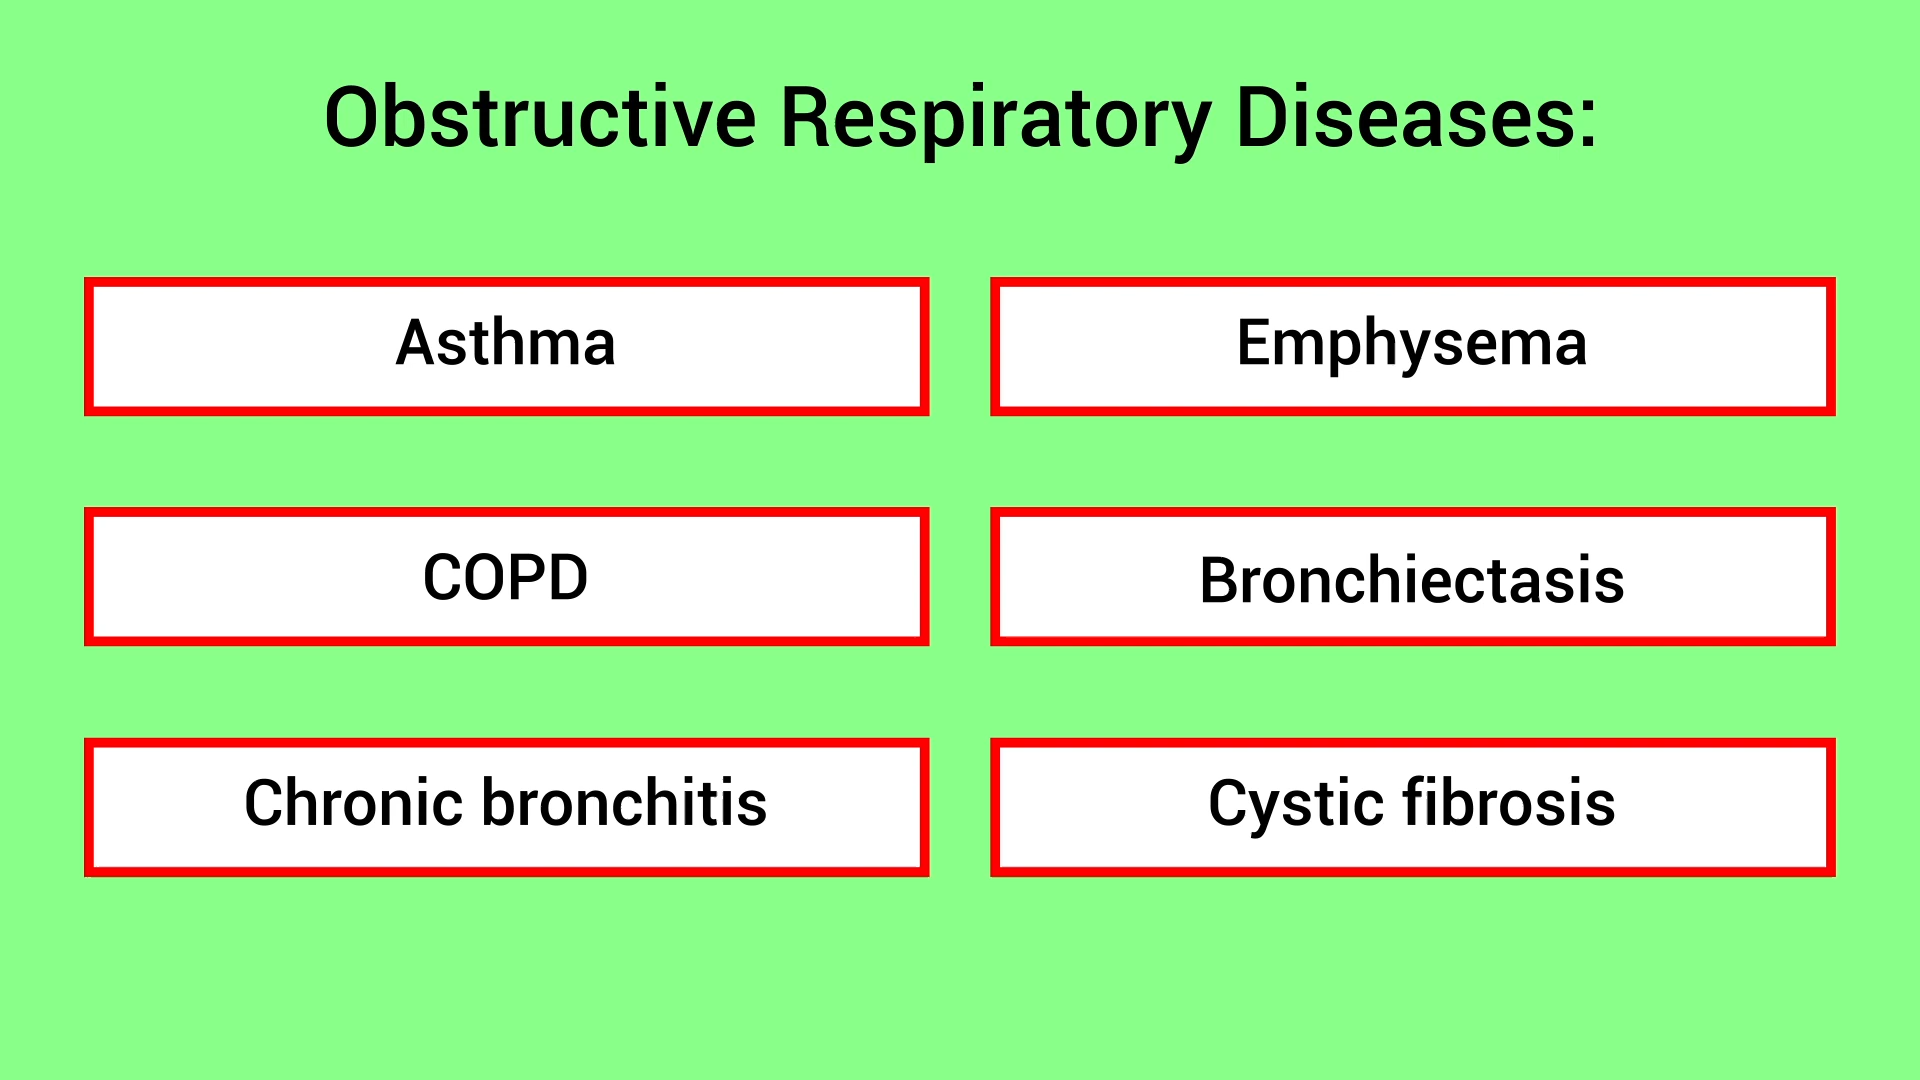 Obstructive Respiratory Diseases:
Asthma
Emphysema
COPD
Bronchiectasis
Chronic bronchitis
Cystic fibrosis